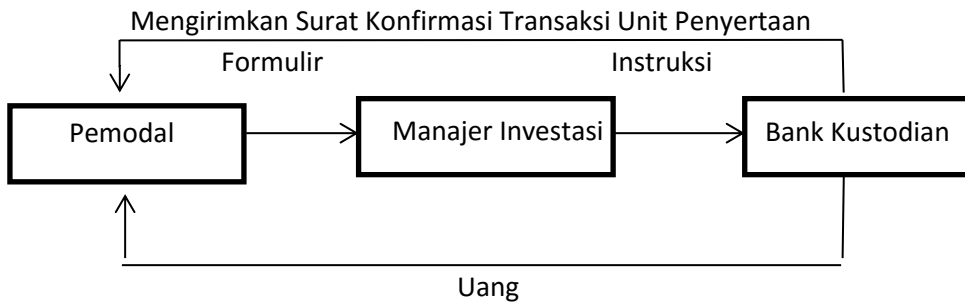 Mengirimkan Surat Konfirmasi Transaksi Unit Penyertaan
Formulir Instruksi
Pemodal Manajer Investasi Bank Kustodian
Uang